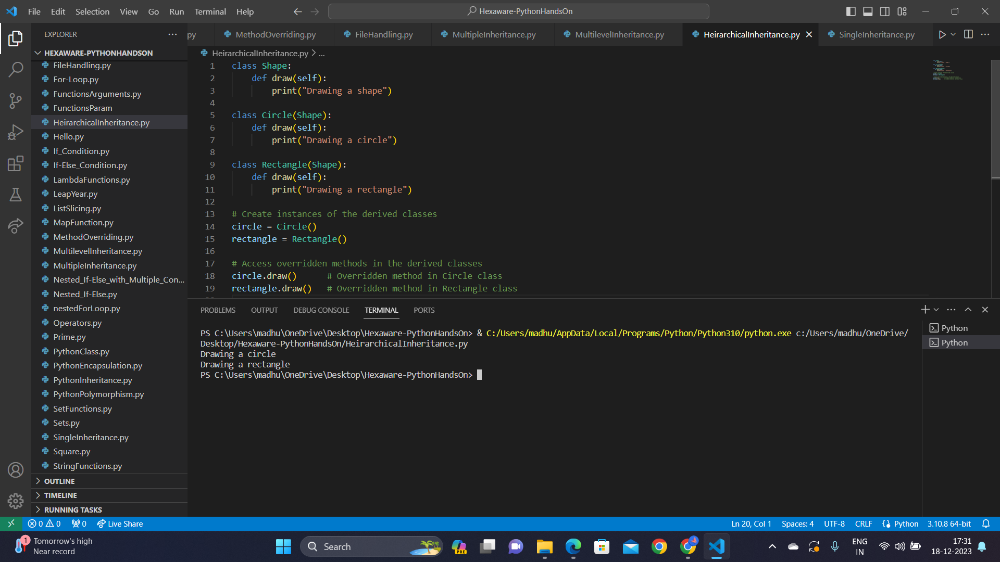 File Edit Selection View Go Run Terminal Help
Hexaware-PythonHandsOn
EXPLORER
HEXAWARE-PYTHONHANDSON
FileHandling.py
For-Loop.py
FunctionsArguments.py
FunctionsParam
HeirarchicalInheritance.py
Hello.py
If_Condition.py
If-Else_Condition.py
LambdaFunctions.py
LeapYear.py
ListSlicing.py
MapFunction.py
MethodOverriding.py
MultilevelInheritance.py
MultipleInheritance.py
Nested_If-Else_with_Multiple_Con...
Nested_If-Else.py
nestedForLoop.py
Operators.py
Prime.py
PythonClass.py
PythonEncapsulation.py
PythonInheritance.py
PythonPolymorphism.py
SetFunctions.py
Sets.py
SingleInheritance.py
Square.py
StringFunctions.py
OUTLINE
TIMELINE
RUNNING TASKS
py MethodOverriding.py FileHandling.py MultipleInheritance.py MultilevelInheritance.py HeirarchicalInheritance.py SingleInheritance.py
HeirarchicalInheritance.py > ...
1 class Shape:
2 def draw(self):
3 print("Drawing a shape")
4
5 class Circle(Shape):
6 def draw(self):
7 print("Drawing a circle")
8
9 class Rectangle(Shape):
10 def draw(self):
11 print("Drawing a rectangle")
12
13 # Create instances of the derived classes
14 circle = Circle()
15 rectangle = Rectangle()
16
17 # Access overridden methods in the derived classes
18 circle.draw() # Overridden method in Circle class
19 rectangle.draw() # Overridden method in Rectangle class
PROBLEMS OUTPUT DEBUG CONSOLE TERMINAL PORTS
PS C:\Users\madhu\OneDrive\Desktop\Hexaware-PythonHandsOn> & C:/Users/madhu/AppData/Local/Programs/Python/Python310/python.exe c:/Users/madhu/OneDrive/
Desktop/Hexaware-PythonHandsOn/HeirarchicalInheritance.py
Drawing a circle
Drawing a rectangle
PS C:\Users\madhu\OneDrive\Desktop\Hexaware-PythonHandsOn>
Python
Python
0 0 0 Live Share Ln 20, Col 1 Spaces: 4 UTF-8 CRLF {} Python 3.10.8 64-bit
1
Tomorrow's high
Near record
Search
PRE
ENG
IN
17:31
18-12-2023